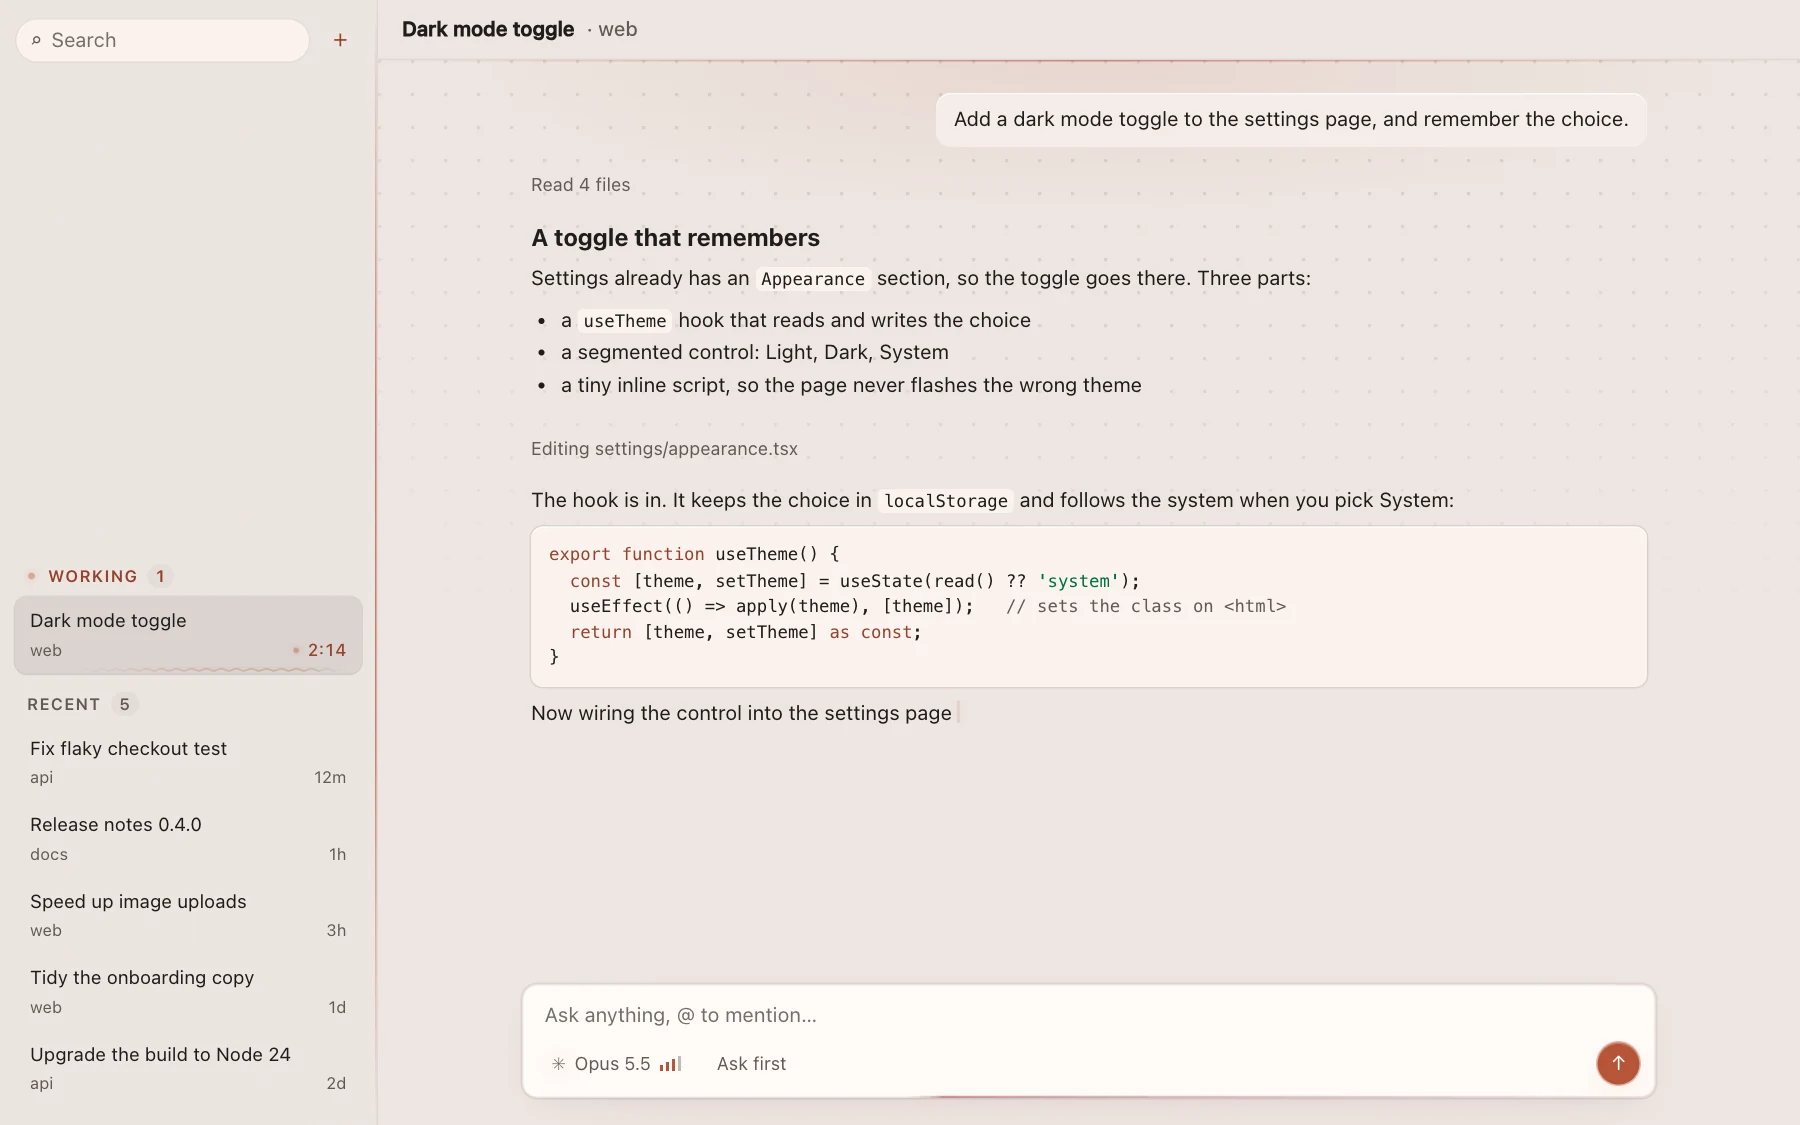 Search
+
WORKING 1
Dark mode toggle
web
2:14
RECENT 5
Fix flaky checkout test
api
12m
Release notes 0.4.0
docs
1h
Speed up image uploads
web
3h
Tidy the onboarding copy
web
1d
Upgrade the build to Node 24
api
2d
Dark mode toggle · web
Add a dark mode toggle to the settings page, and remember the choice.
Read 4 files
A toggle that remembers
Settings already has an Appearance section, so the toggle goes there. Three parts:
• a useTheme hook that reads and writes the choice
• a segmented control: Light, Dark, System
• a tiny inline script, so the page never flashes the wrong theme
Editing settings/appearance.tsx
The hook is in. It keeps the choice in localStorage and follows the system when you pick System:
export function useTheme() {
  const [theme, setTheme] = useState(read() ?? 'system');
  useEffect(() => apply(theme), [theme]);   // sets the class on <html>
  return [theme, setTheme] as const;
}
Now wiring the control into the settings page
Ask anything, @ to mention...
Opus 5.5
Ask first